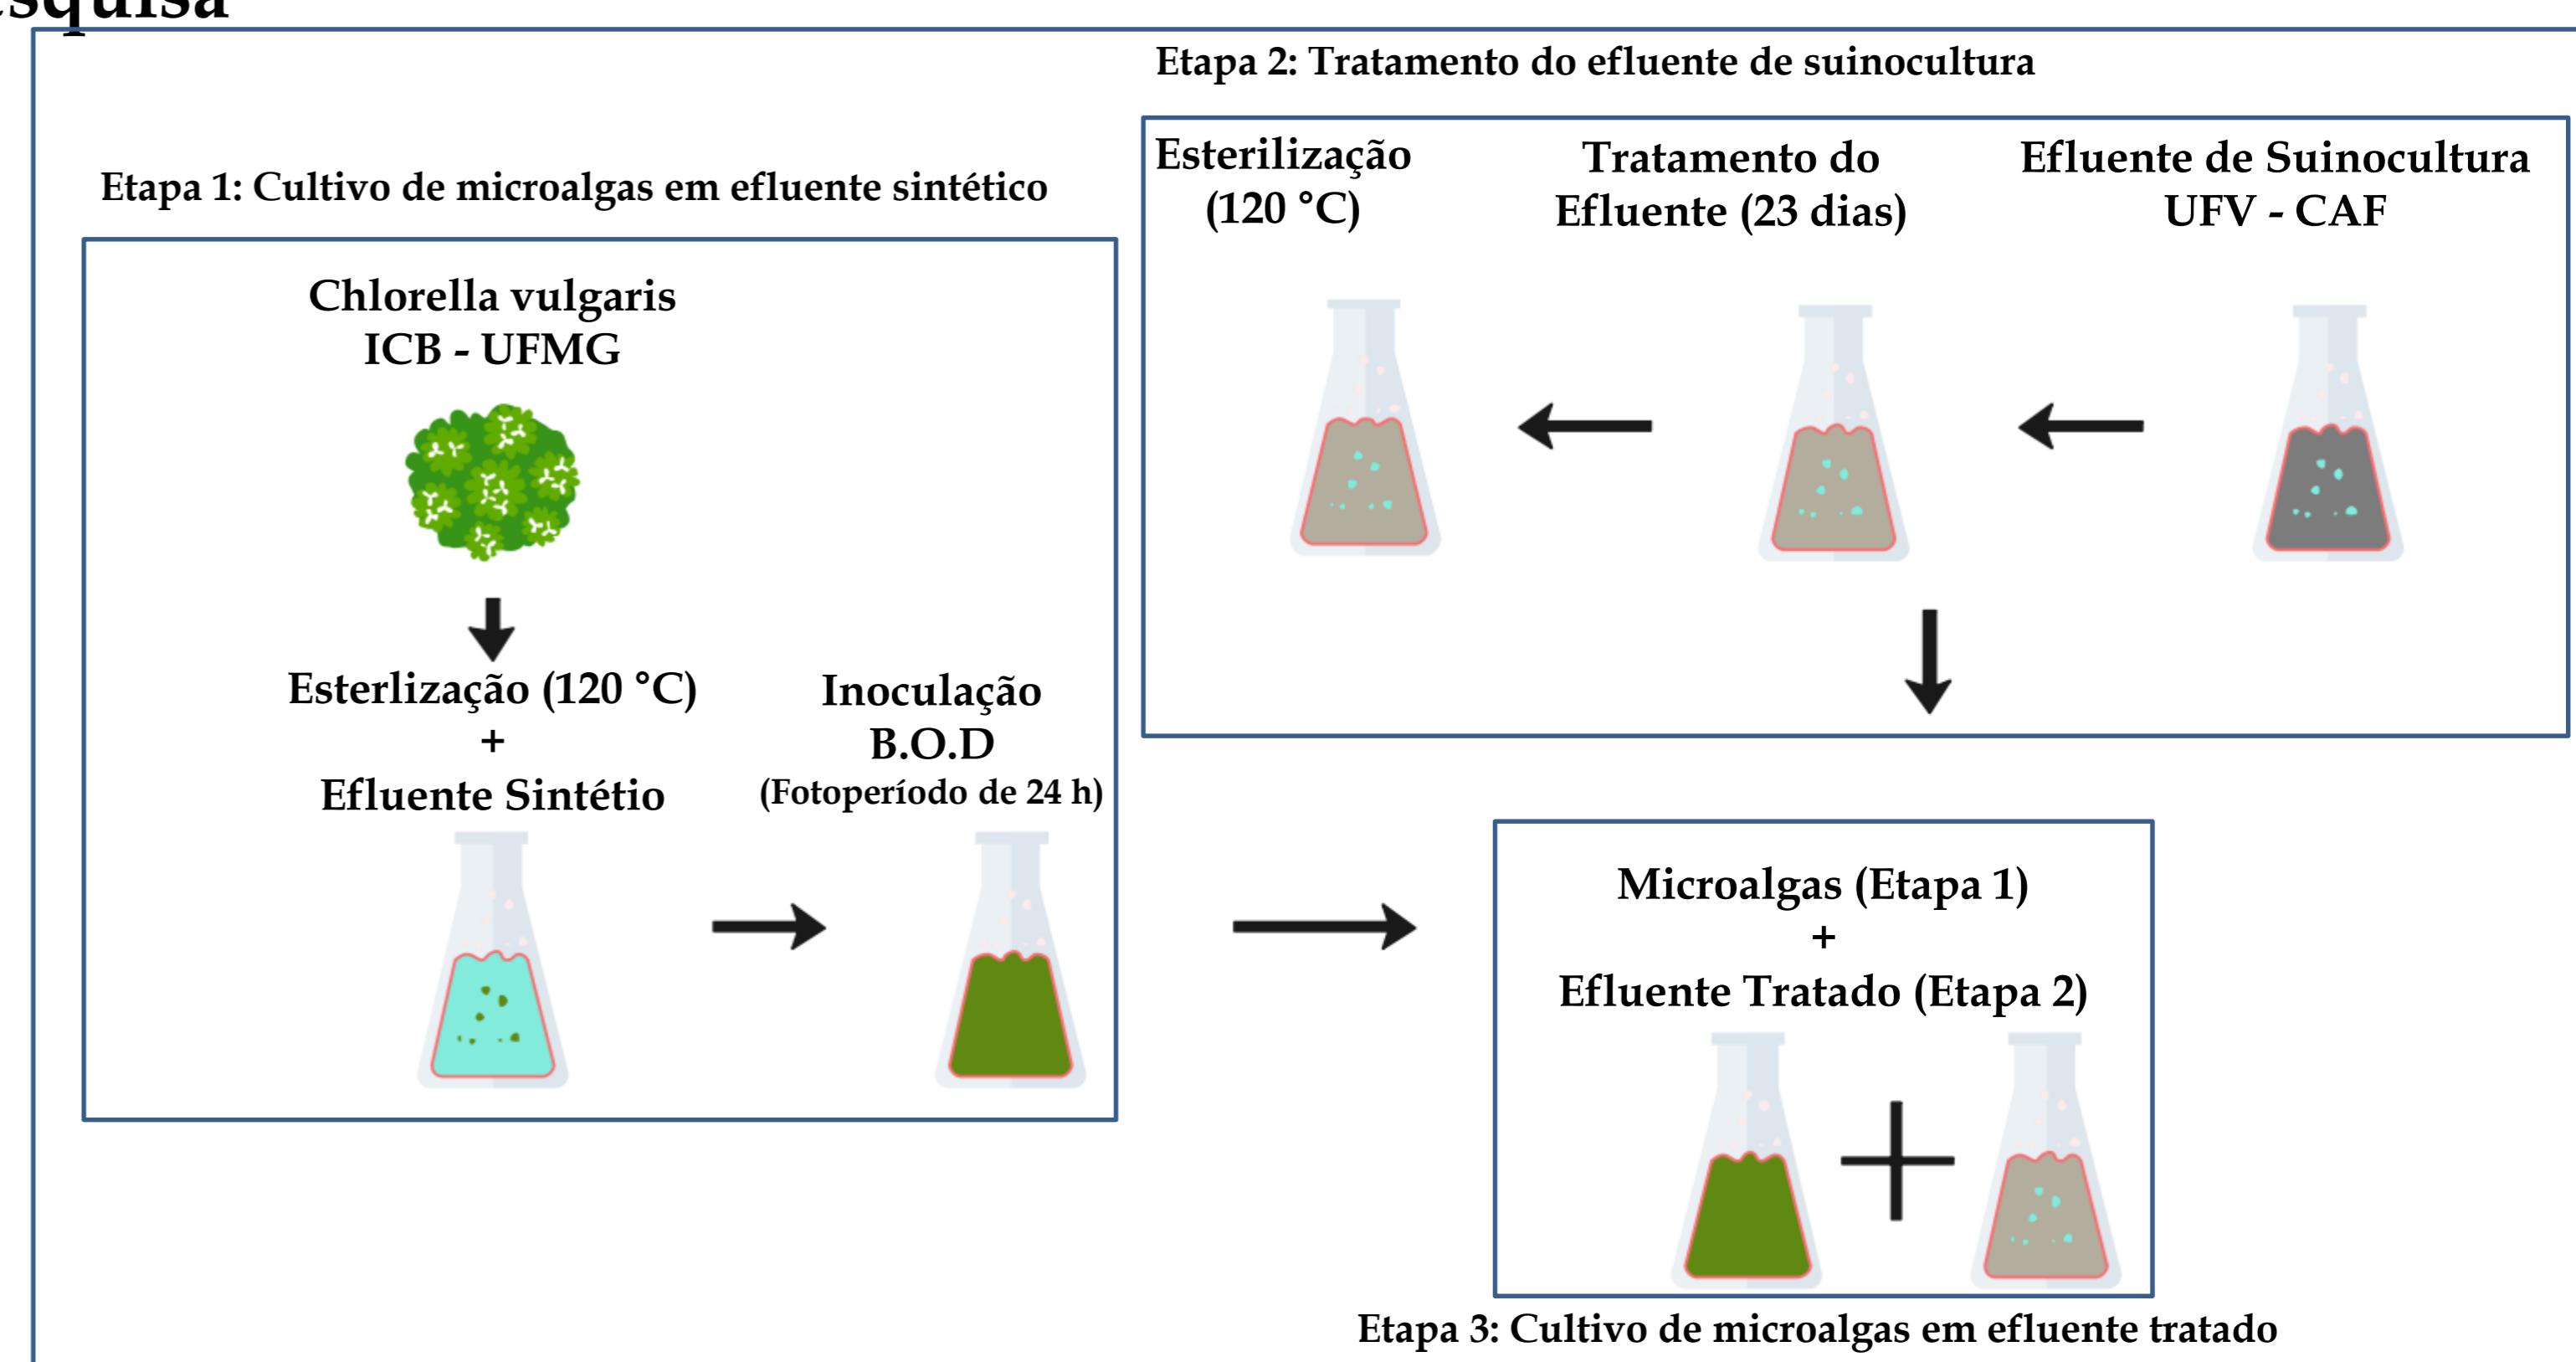 Etapa 2: Tratamento do efluente de suinocultura
Etapa 1: Cultivo de microalgas em efluente sintético
Esterilização
(120 °C)
Tratamento do
Efluente (23 dias)
Efluente de Suinocultura
UFV - CAF
Chlorella vulgaris
ICB - UFMG
Esterlização (120 °C)
+
Efluente Sintétio
Inoculação
B.O.D
(Fotoperíodo de 24 h)
Microalgas (Etapa 1)
+
Efluente Tratado (Etapa 2)
Etapa 3: Cultivo de microalgas em efluente tratado